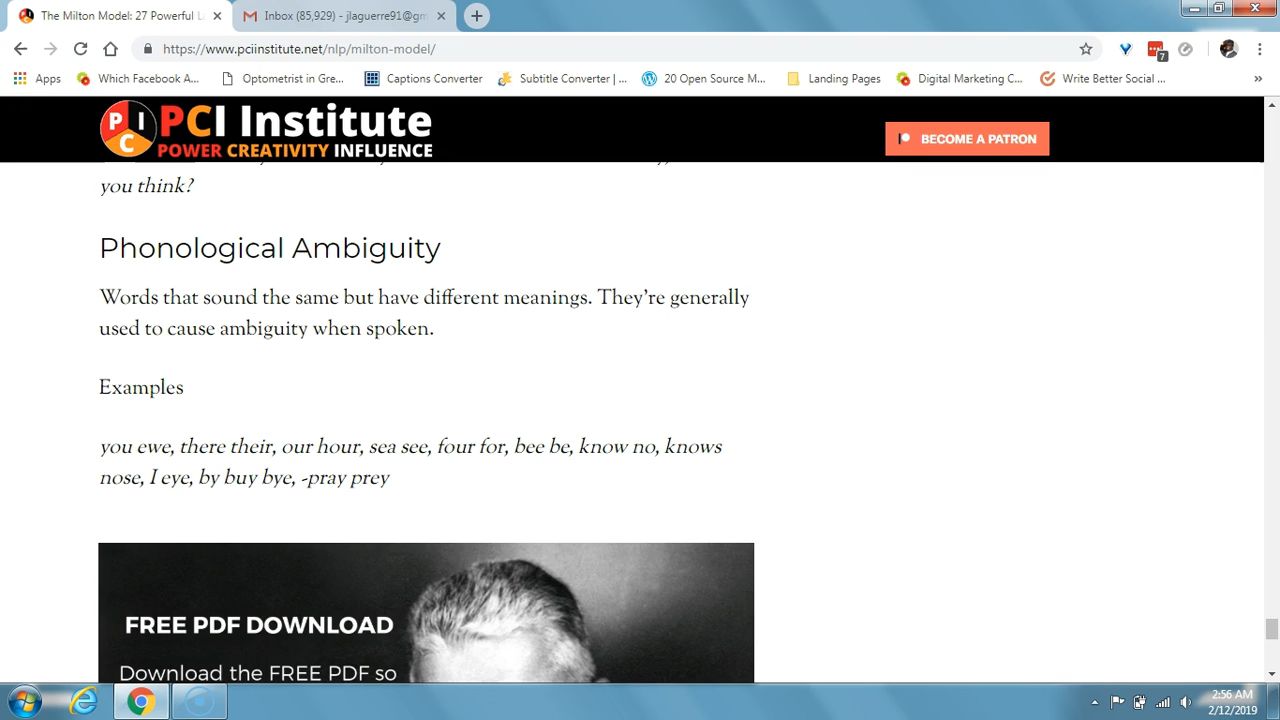 The Milton Model: 27 Powerful L
Inbox (85,929) - jlaguerre91@gm
https://www.pciinstitute.net/nlp/milton-model/
Apps
Which Facebook A...
Optometrist in Gre...
Captions Converter
Subtitle Converter | ...
20 Open Source M...
Landing Pages
Digital Marketing C...
Write Better Social ...
»
7
PIC
PCI Institute
POWER CREATIVITY INFLUENCE
BECOME A PATRON
you think?
Phonological Ambiguity
Words that sound the same but have different meanings. They're generally
used to cause ambiguity when spoken.
Examples
you ewe, there their, our hour, sea see, four for, bee be, know no, knows
nose, I eye, by buy bye, -pray prey
FREE PDF DOWNLOAD
Download the FREE PDF so
2:56 AM
2/12/2019